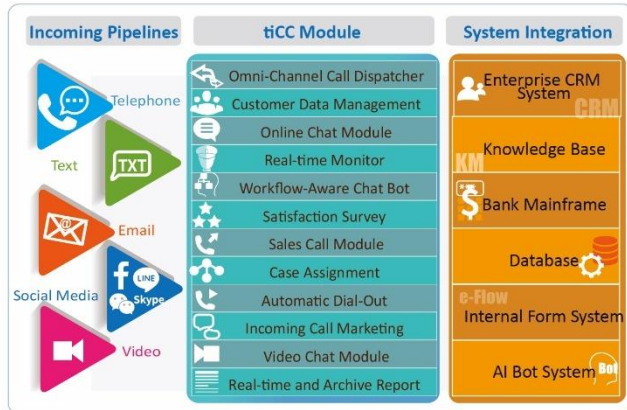 Incoming Pipelines
Telephone
TXT
Text
@
Email
f
LINE
Skype
Social Media
Video
tiCC Module
Omni-Channel Call Dispatcher
Customer Data Management
Online Chat Module
Real-time Monitor
Workflow-Aware Chat Bot
Satisfaction Survey
Sales Call Module
Case Assignment
Automatic Dial-Out
Incoming Call Marketing
Video Chat Module
Real-time and Archive Report
System Integration
Enterprise CRM
System
CRM
Knowledge Base
KM
Bank Mainframe
$
Database
e-Flow
Internal Form System
AI Bot System
Bot